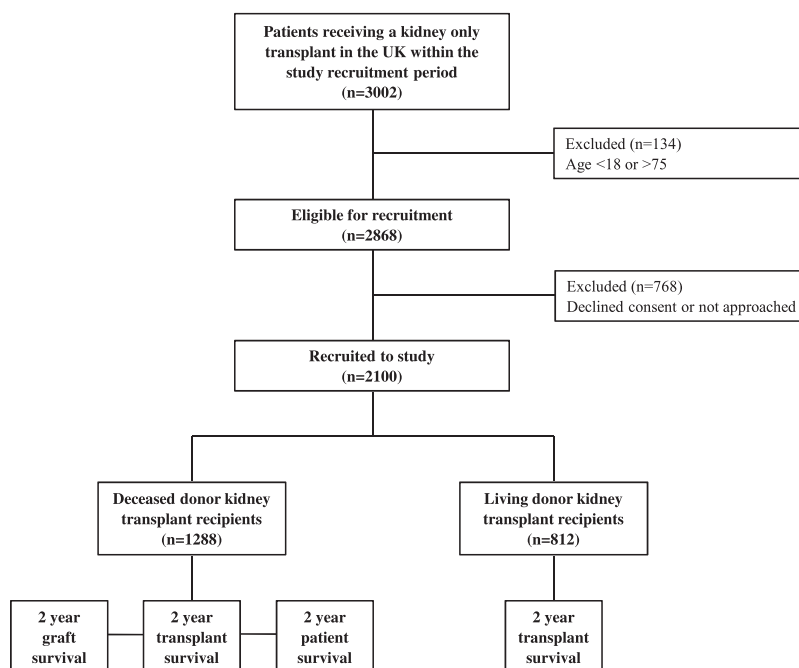 Patients receiving a kidney only
transplant in the UK within the
study recruitment period
(n=3002)
Excluded (n=134)
Age <18 or >75
Eligible for recruitment
(n=2868)
Excluded (n=768)
Declined consent or not approached
Recruited to study
(n=2100)
Deceased donor kidney
transplant recipients
(n=1288)
Living donor kidney
transplant recipients
(n=812)
2 year
graft
survival
2 year
transplant
survival
2 year
patient
survival
2 year
transplant
survival